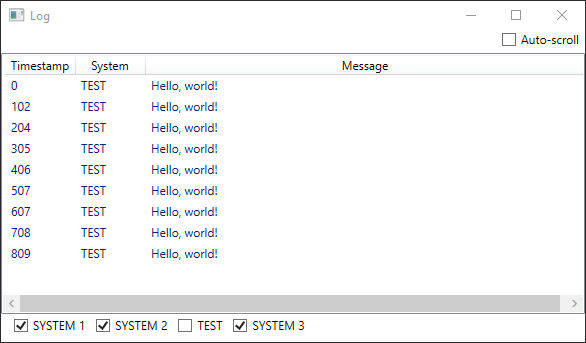 Log
Auto-scroll
Timestamp System Message
0 TEST Hello, world!
102 TEST Hello, world!
204 TEST Hello, world!
305 TEST Hello, world!
406 TEST Hello, world!
507 TEST Hello, world!
607 TEST Hello, world!
708 TEST Hello, world!
809 TEST Hello, world!
SYSTEM 1 SYSTEM 2 TEST SYSTEM 3